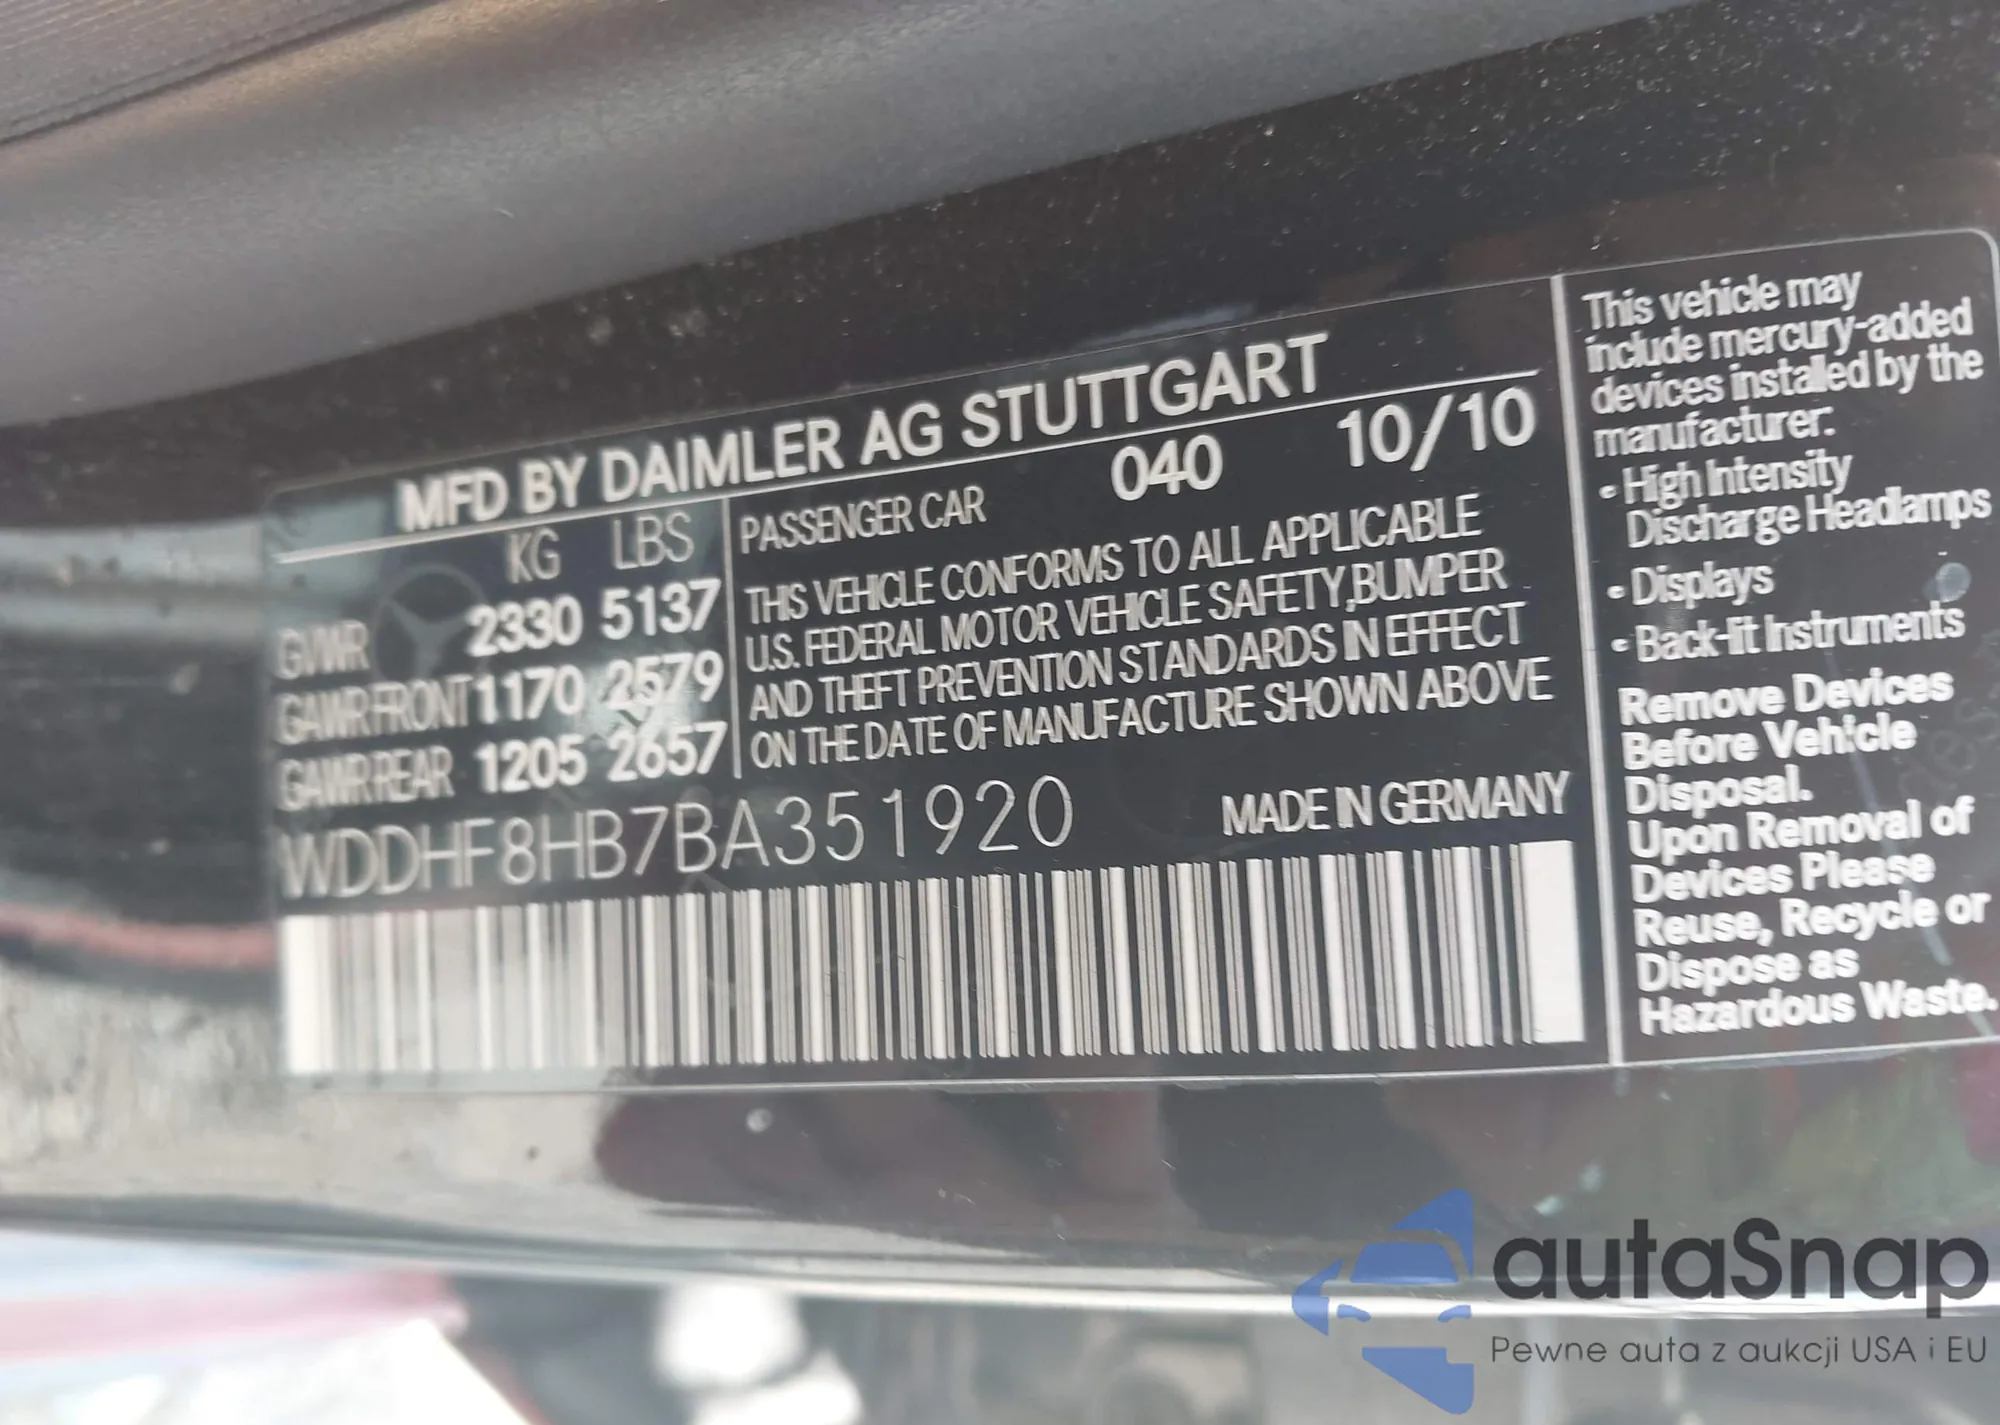 MFD BY DAIMLER AG STUTTGART
KG LBS
GVWR 2330 5137
GAWR FRONT 1170 2579
GAWR REAR 1205 2657
PASSENGER CAR 040 10/10
THIS VEHICLE CONFORMS TO ALL APPLICABLE
U.S. FEDERAL MOTOR VEHICLE SAFETY, BUMPER
AND THEFT PREVENTION STANDARDS IN EFFECT
ON THE DATE OF MANUFACTURE SHOWN ABOVE
WDDHF8HB7BA351920 MADE IN GERMANY
This vehicle may
include mercury-added
devices installed by the
manufacturer:
• High Intensity
Discharge Headlamps
• Displays
• Back-lit Instruments
Remove Devices
Before Vehicle
Disposal.
Upon Removal of
Devices Please
Reuse, Recycle or
Dispose as
Hazardous Waste.
autaSnap
Pewne auta z aukcji USA i EU